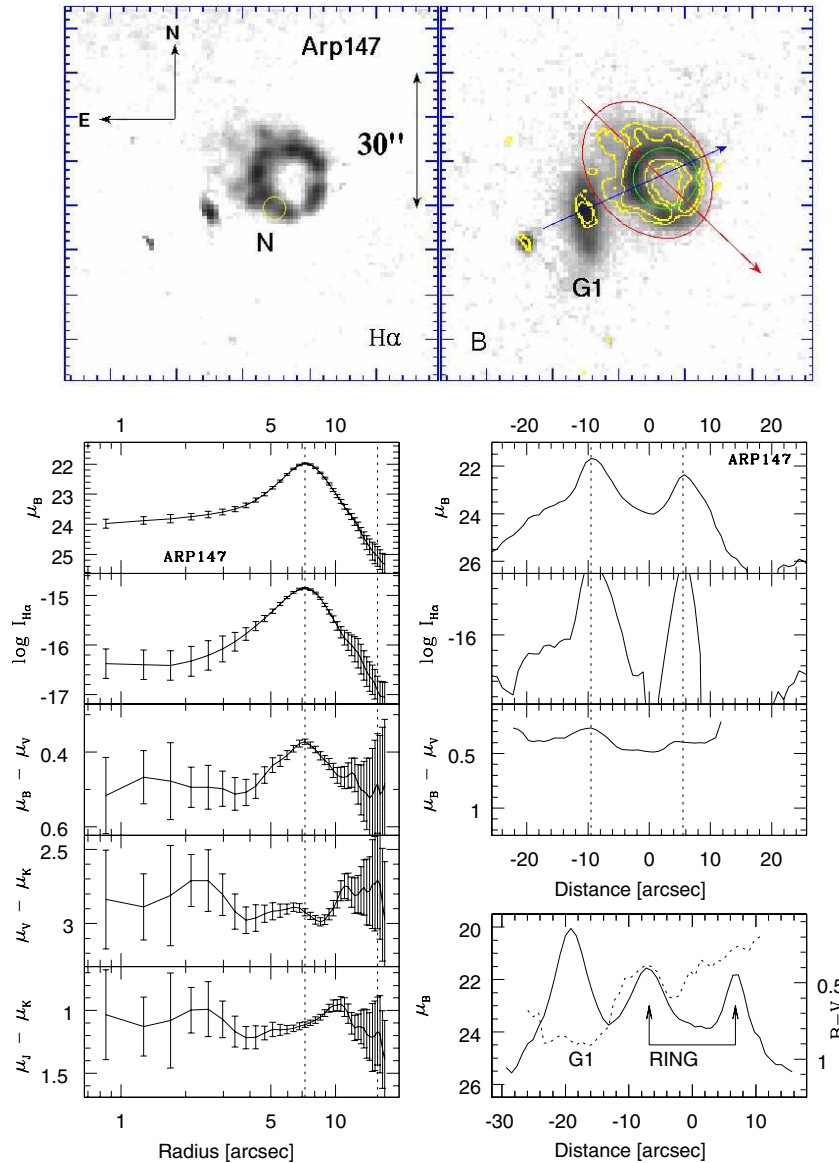 N
Arp147
E
30"
N
G1
Hα
B
1 5 10
-20 -10 0 10 20
22
23
24
25
μB
ARP147
22
24
26
μB
ARP147
-15
-16
-17
log IHα
-16
log IHα
0.4
0.6
μB − μV
0.5
1
μB − μV
-20 -10 0 10 20
Distance [arcsec]
2.5
3
μV − μK
1
1.5
μJ − μK
1 5 10
Radius [arcsec]
20
22
24
26
μB
G1
RING
0.5
1
B−V
-30 -20 -10 0 10
Distance [arcsec]